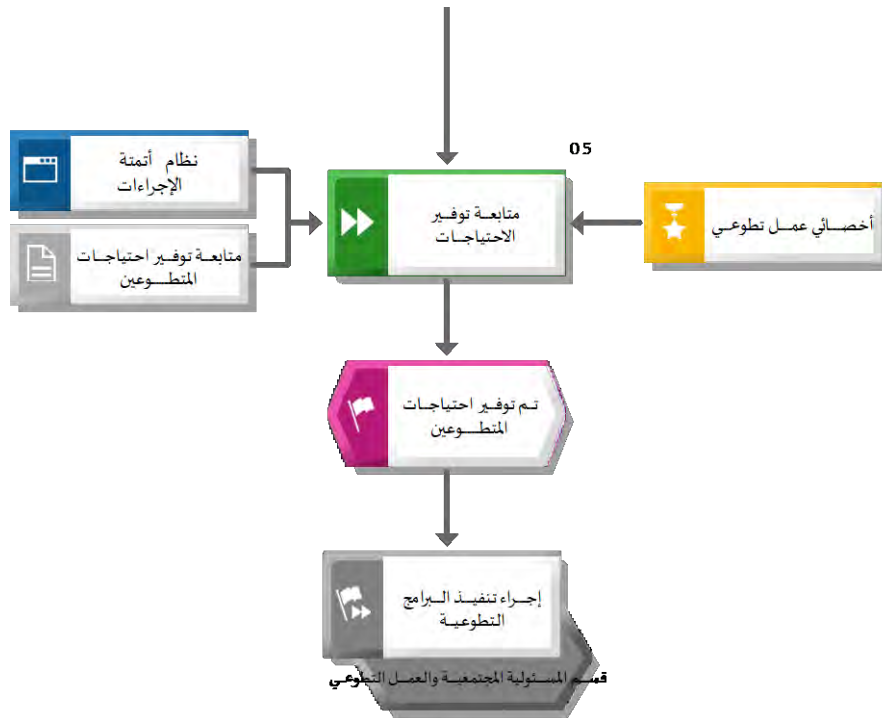 05
نظام أتمتة
الإجراءات
متابعة توفير
الاحتياجات
أخصائي عمل تطوعي
متابعة توفير احتياجات
المتطوعين
تم توفير احتياجات
المتطوعين
إجراء تنفيذ البرامج
التطوعية
قسم المسئولية المجتمعية والعمل التطوعي